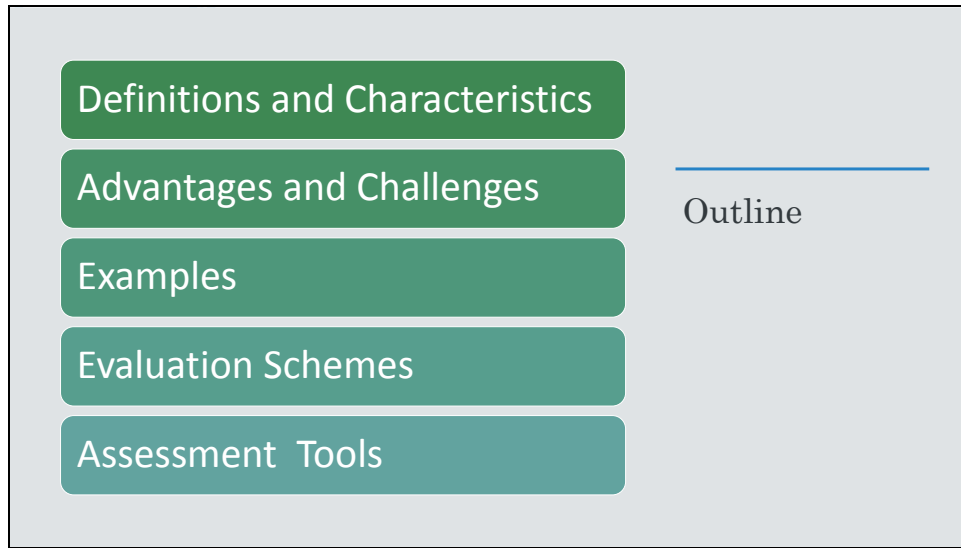 Definitions and Characteristics
Advantages and Challenges
Examples
Evaluation Schemes
Assessment  Tools
Outline